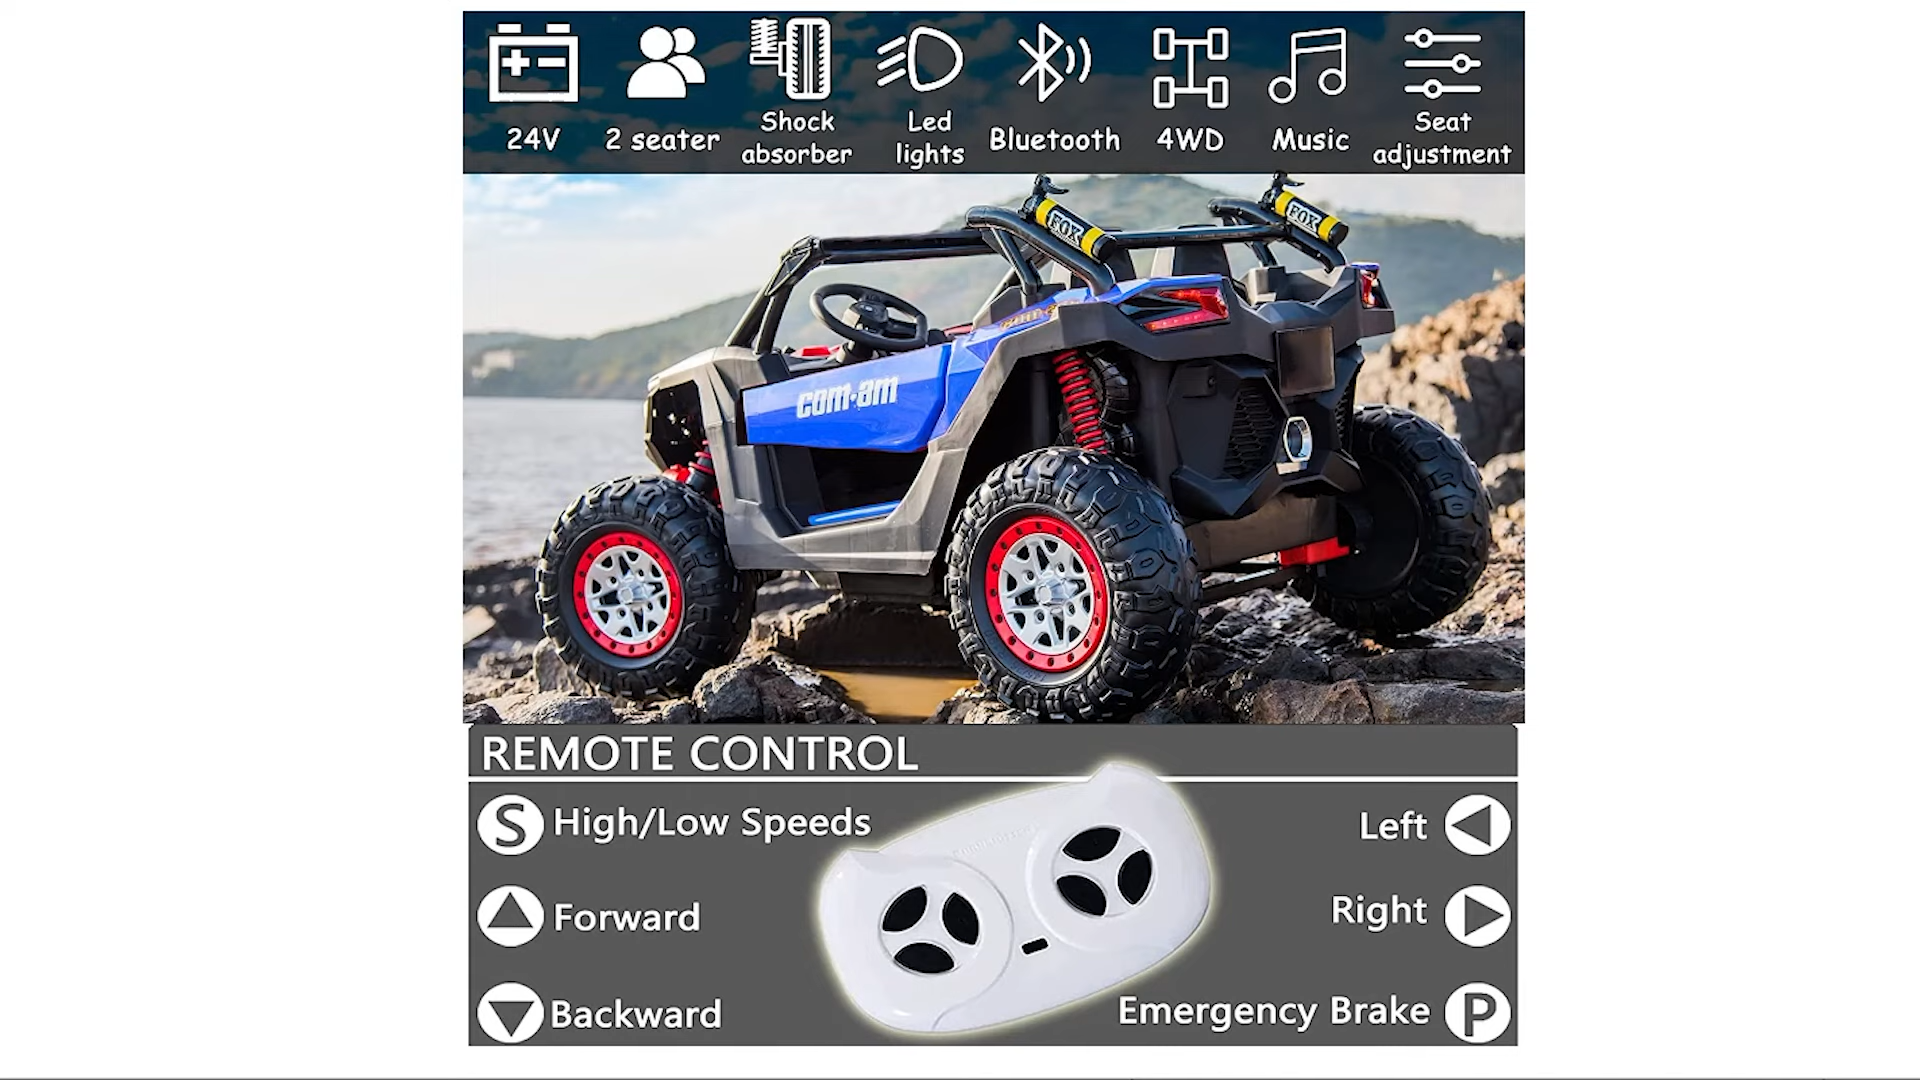 24V
2 seater
Shock
absorber
Led
lights
Bluetooth
4WD
Music
Seat
adjustment
FOX
FOX
com·am
REMOTE CONTROL
S High/Low Speeds
Left
Forward
Right
Backward
Emergency Brake P